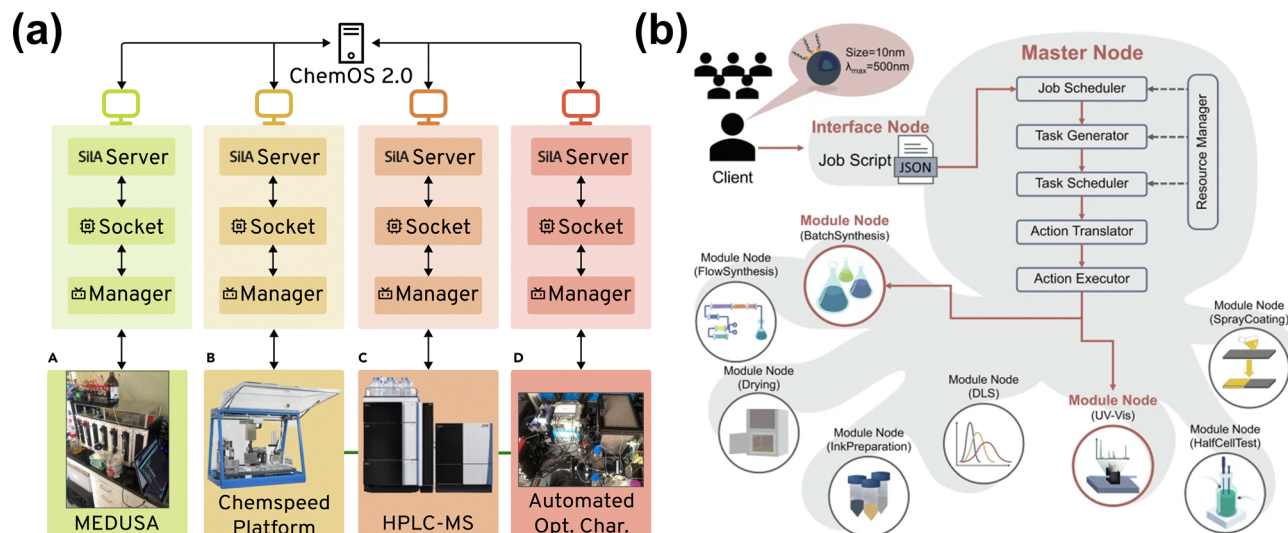 (a)
ChemOS 2.0
SiLA Server
Socket
Manager
SiLA Server
Socket
Manager
SiLA Server
Socket
Manager
SiLA Server
Socket
Manager
A
MEDUSA
B
Chemspeed
Platform
C
HPLC-MS
D
Automated
Opt. Char.
(b)
Size=10nm
λmax=500nm
Client
Interface Node
Job Script
JSON
Master Node
Job Scheduler
Task Generator
Task Scheduler
Action Translator
Action Executor
Resource Manager
Module Node
(BatchSynthesis)
Module Node
(FlowSynthesis)
Module Node
(Drying)
Module Node
(InkPreparation)
Module Node
(DLS)
Module Node
(UV-Vis)
Module Node
(SprayCoating)
Module Node
(HalfCellTest)